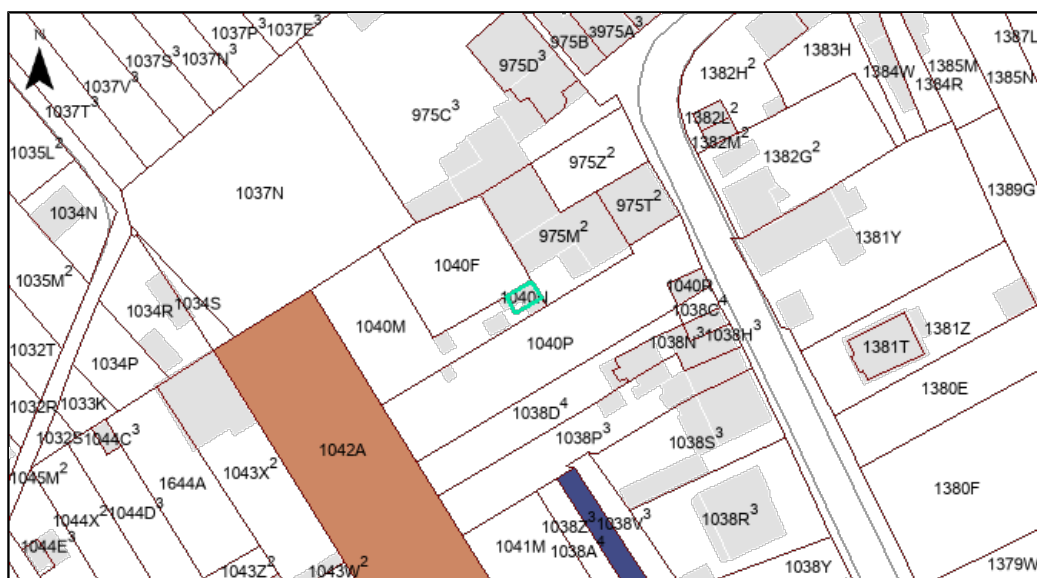 1037P³
1037E³
975B
3975A³
1383H
1387L
N
1037S³
1037N³
975D³
1382H²
1384W
1385M
1385N
1384R
1037V³
1037T³
975C³
1382L²
1382M²
1035L²
975Z²
1382G²
1037N
1389G
1034N
975T²
975M²
1381Y
1035M²
1040F
1040N
1040R
1038C⁴
1034S
1034R
1040M
1040P
1038N³
1038H³
1381Z
1381T
1032T
1034P
1380E
1032R
1033K
1038D⁴
1032S
1044C³
1038P³
1038S³
1042A
1045M²
1043X²
1644A
1380F
1044X²
1044D³
1038Z³
1038V³
1038R³
1044E³
1041M
1038A⁴
1043Z²
1043W²
1038Y
1379W